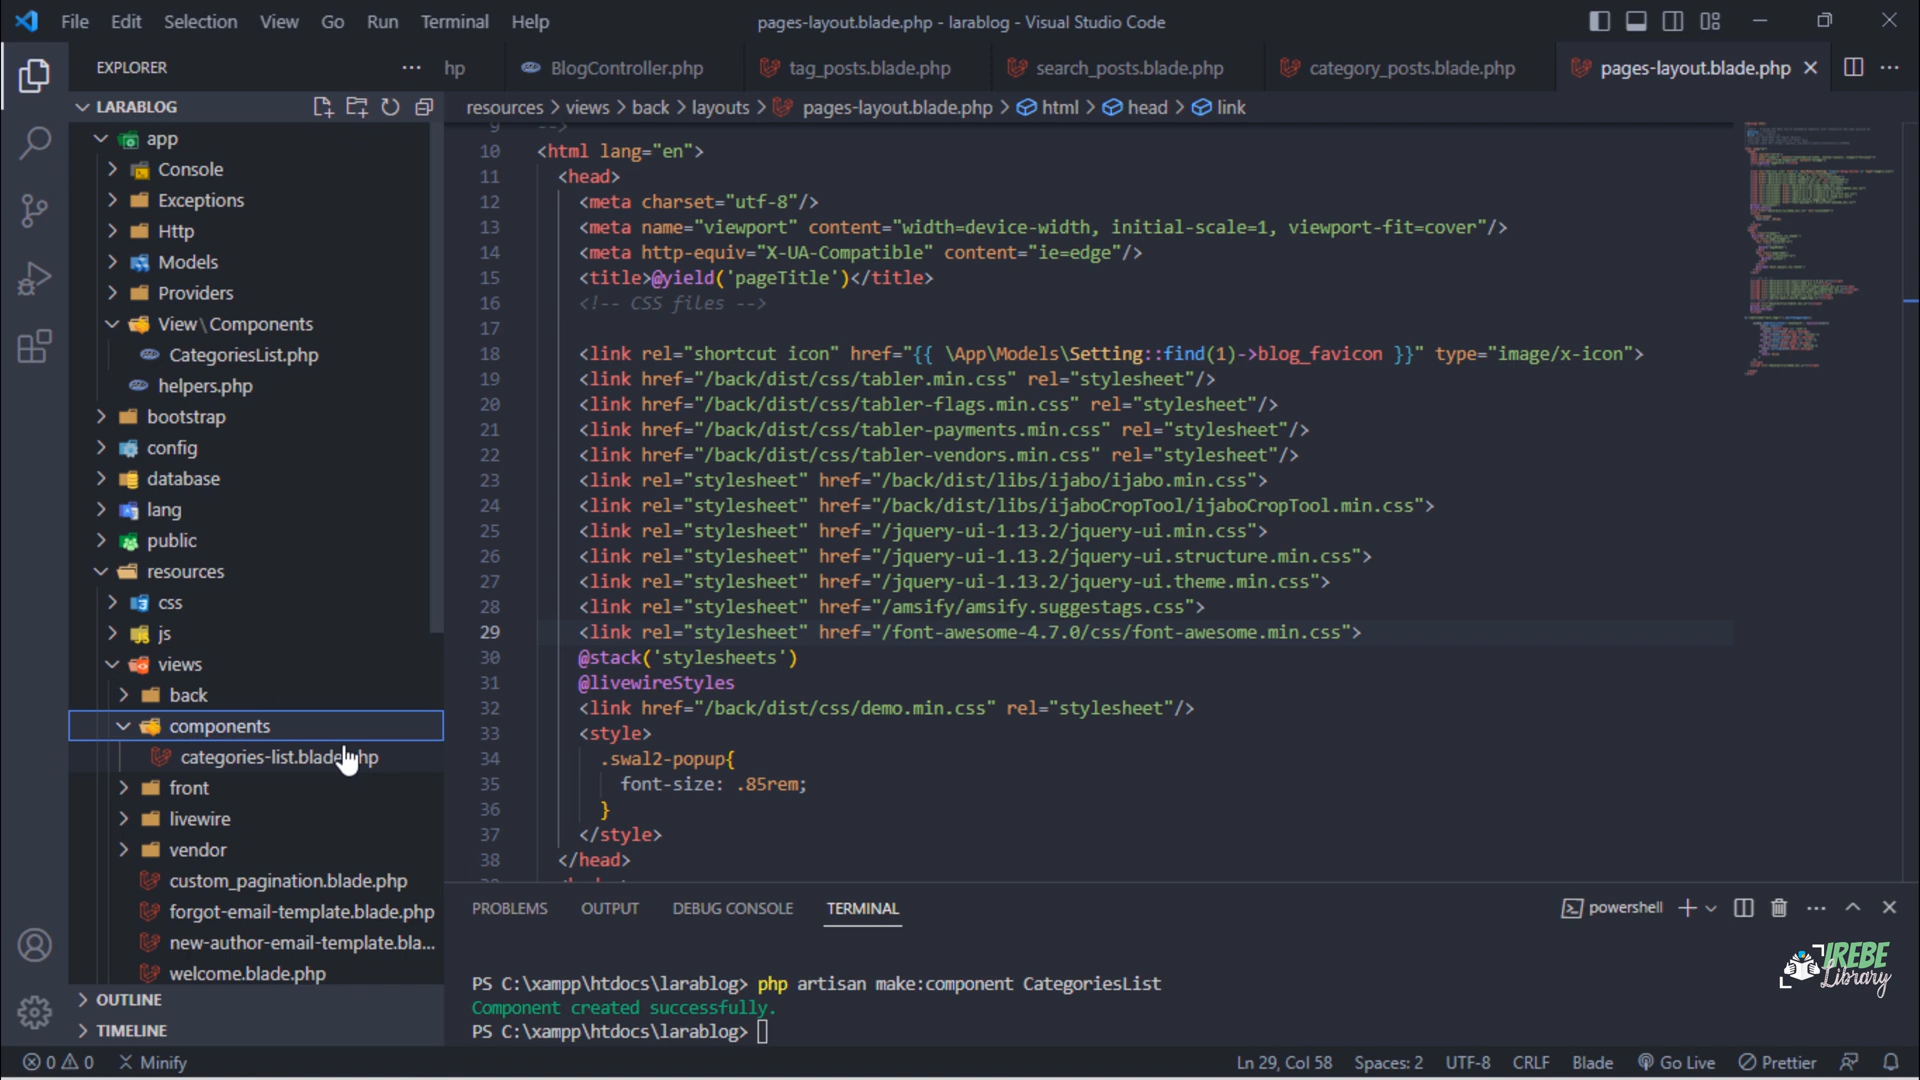 File Edit Selection View Go Run Terminal Help
pages-layout.blade.php - larablog - Visual Studio Code
EXPLORER
hp BlogController.php tag_posts.blade.php search_posts.blade.php category_posts.blade.php pages-layout.blade.php
LARABLOG
resources > views > back > layouts > pages-layout.blade.php > html > head > link
app
Console
Exceptions
Http
Models
Providers
View\Components
CategoriesList.php
helpers.php
bootstrap
config
database
lang
public
resources
css
js
views
back
components
categories-list.blade.php
front
livewire
vendor
custom_pagination.blade.php
forgot-email-template.blade.php
new-author-email-template.bla...
welcome.blade.php
OUTLINE
TIMELINE
9 -->
10 <html lang="en">
11 <head>
12 <meta charset="utf-8"/>
13 <meta name="viewport" content="width=device-width, initial-scale=1, viewport-fit=cover"/>
14 <meta http-equiv="X-UA-Compatible" content="ie=edge"/>
15 <title>@yield('pageTitle')</title>
16 <!-- CSS files -->
17
18 <link rel="shortcut icon" href="{{ \App\Models\Setting::find(1)->blog_favicon }}" type="image/x-icon">
19 <link href="/back/dist/css/tabler.min.css" rel="stylesheet"/>
20 <link href="/back/dist/css/tabler-flags.min.css" rel="stylesheet"/>
21 <link href="/back/dist/css/tabler-payments.min.css" rel="stylesheet"/>
22 <link href="/back/dist/css/tabler-vendors.min.css" rel="stylesheet"/>
23 <link rel="stylesheet" href="/back/dist/libs/ijabo/ijabo.min.css">
24 <link rel="stylesheet" href="/back/dist/libs/ijaboCropTool/ijaboCropTool.min.css">
25 <link rel="stylesheet" href="/jquery-ui-1.13.2/jquery-ui.min.css">
26 <link rel="stylesheet" href="/jquery-ui-1.13.2/jquery-ui.structure.min.css">
27 <link rel="stylesheet" href="/jquery-ui-1.13.2/jquery-ui.theme.min.css">
28 <link rel="stylesheet" href="/amsify/amsify.suggestags.css">
29 <link rel="stylesheet" href="/font-awesome-4.7.0/css/font-awesome.min.css">
30 @stack('stylesheets')
31 @livewireStyles
32 <link href="/back/dist/css/demo.min.css" rel="stylesheet"/>
33 <style>
34 .swal2-popup{
35 font-size: .85rem;
36 }
37 </style>
38 </head>
PROBLEMS OUTPUT DEBUG CONSOLE TERMINAL
powershell
PS C:\xampp\htdocs\larablog> php artisan make:component CategoriesList
Component created successfully.
PS C:\xampp\htdocs\larablog>
IREBE
Library
0 0 Minify
Ln 29, Col 58 Spaces: 2 UTF-8 CRLF Blade Go Live Prettier